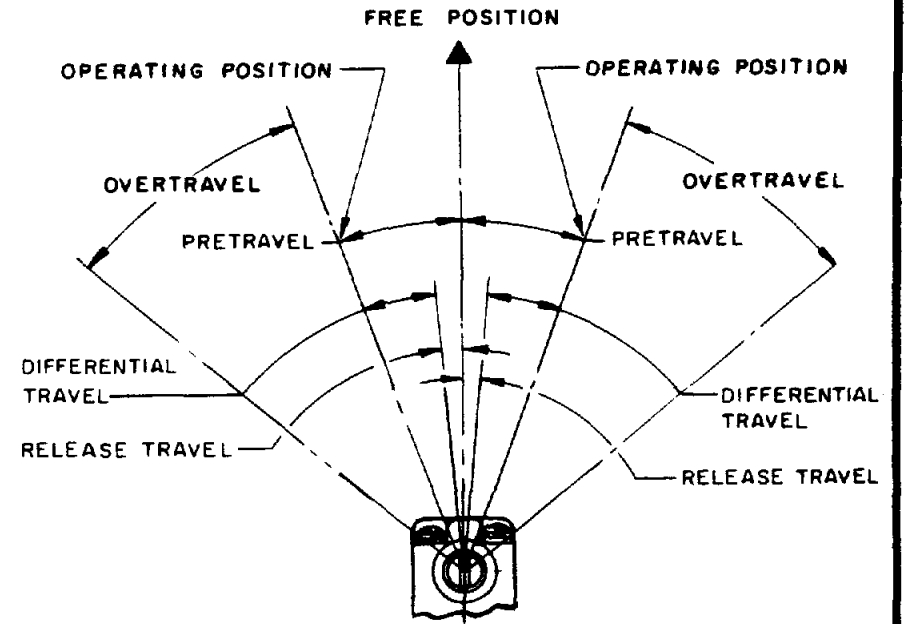 FREE POSITION
OPERATING POSITION
OPERATING POSITION
OVERTRAVEL
OVERTRAVEL
PRETRAVEL
PRETRAVEL
DIFFERENTIAL
TRAVEL
DIFFERENTIAL
TRAVEL
RELEASE TRAVEL
RELEASE TRAVEL